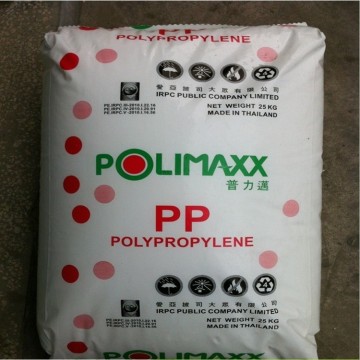 POLIMAXX
PP
POLYPROPYLENE
IRPC PUBLIC COMPANY LIMITED
NET WEIGHT 25 KG
MADE IN THAILAND
POLIMAXX
普力邁
PP
POLYPROPYLENE
IRPC PUBLIC COMPANY LIMITED
NET WEIGHT 25 KG
MADE IN THAILAND